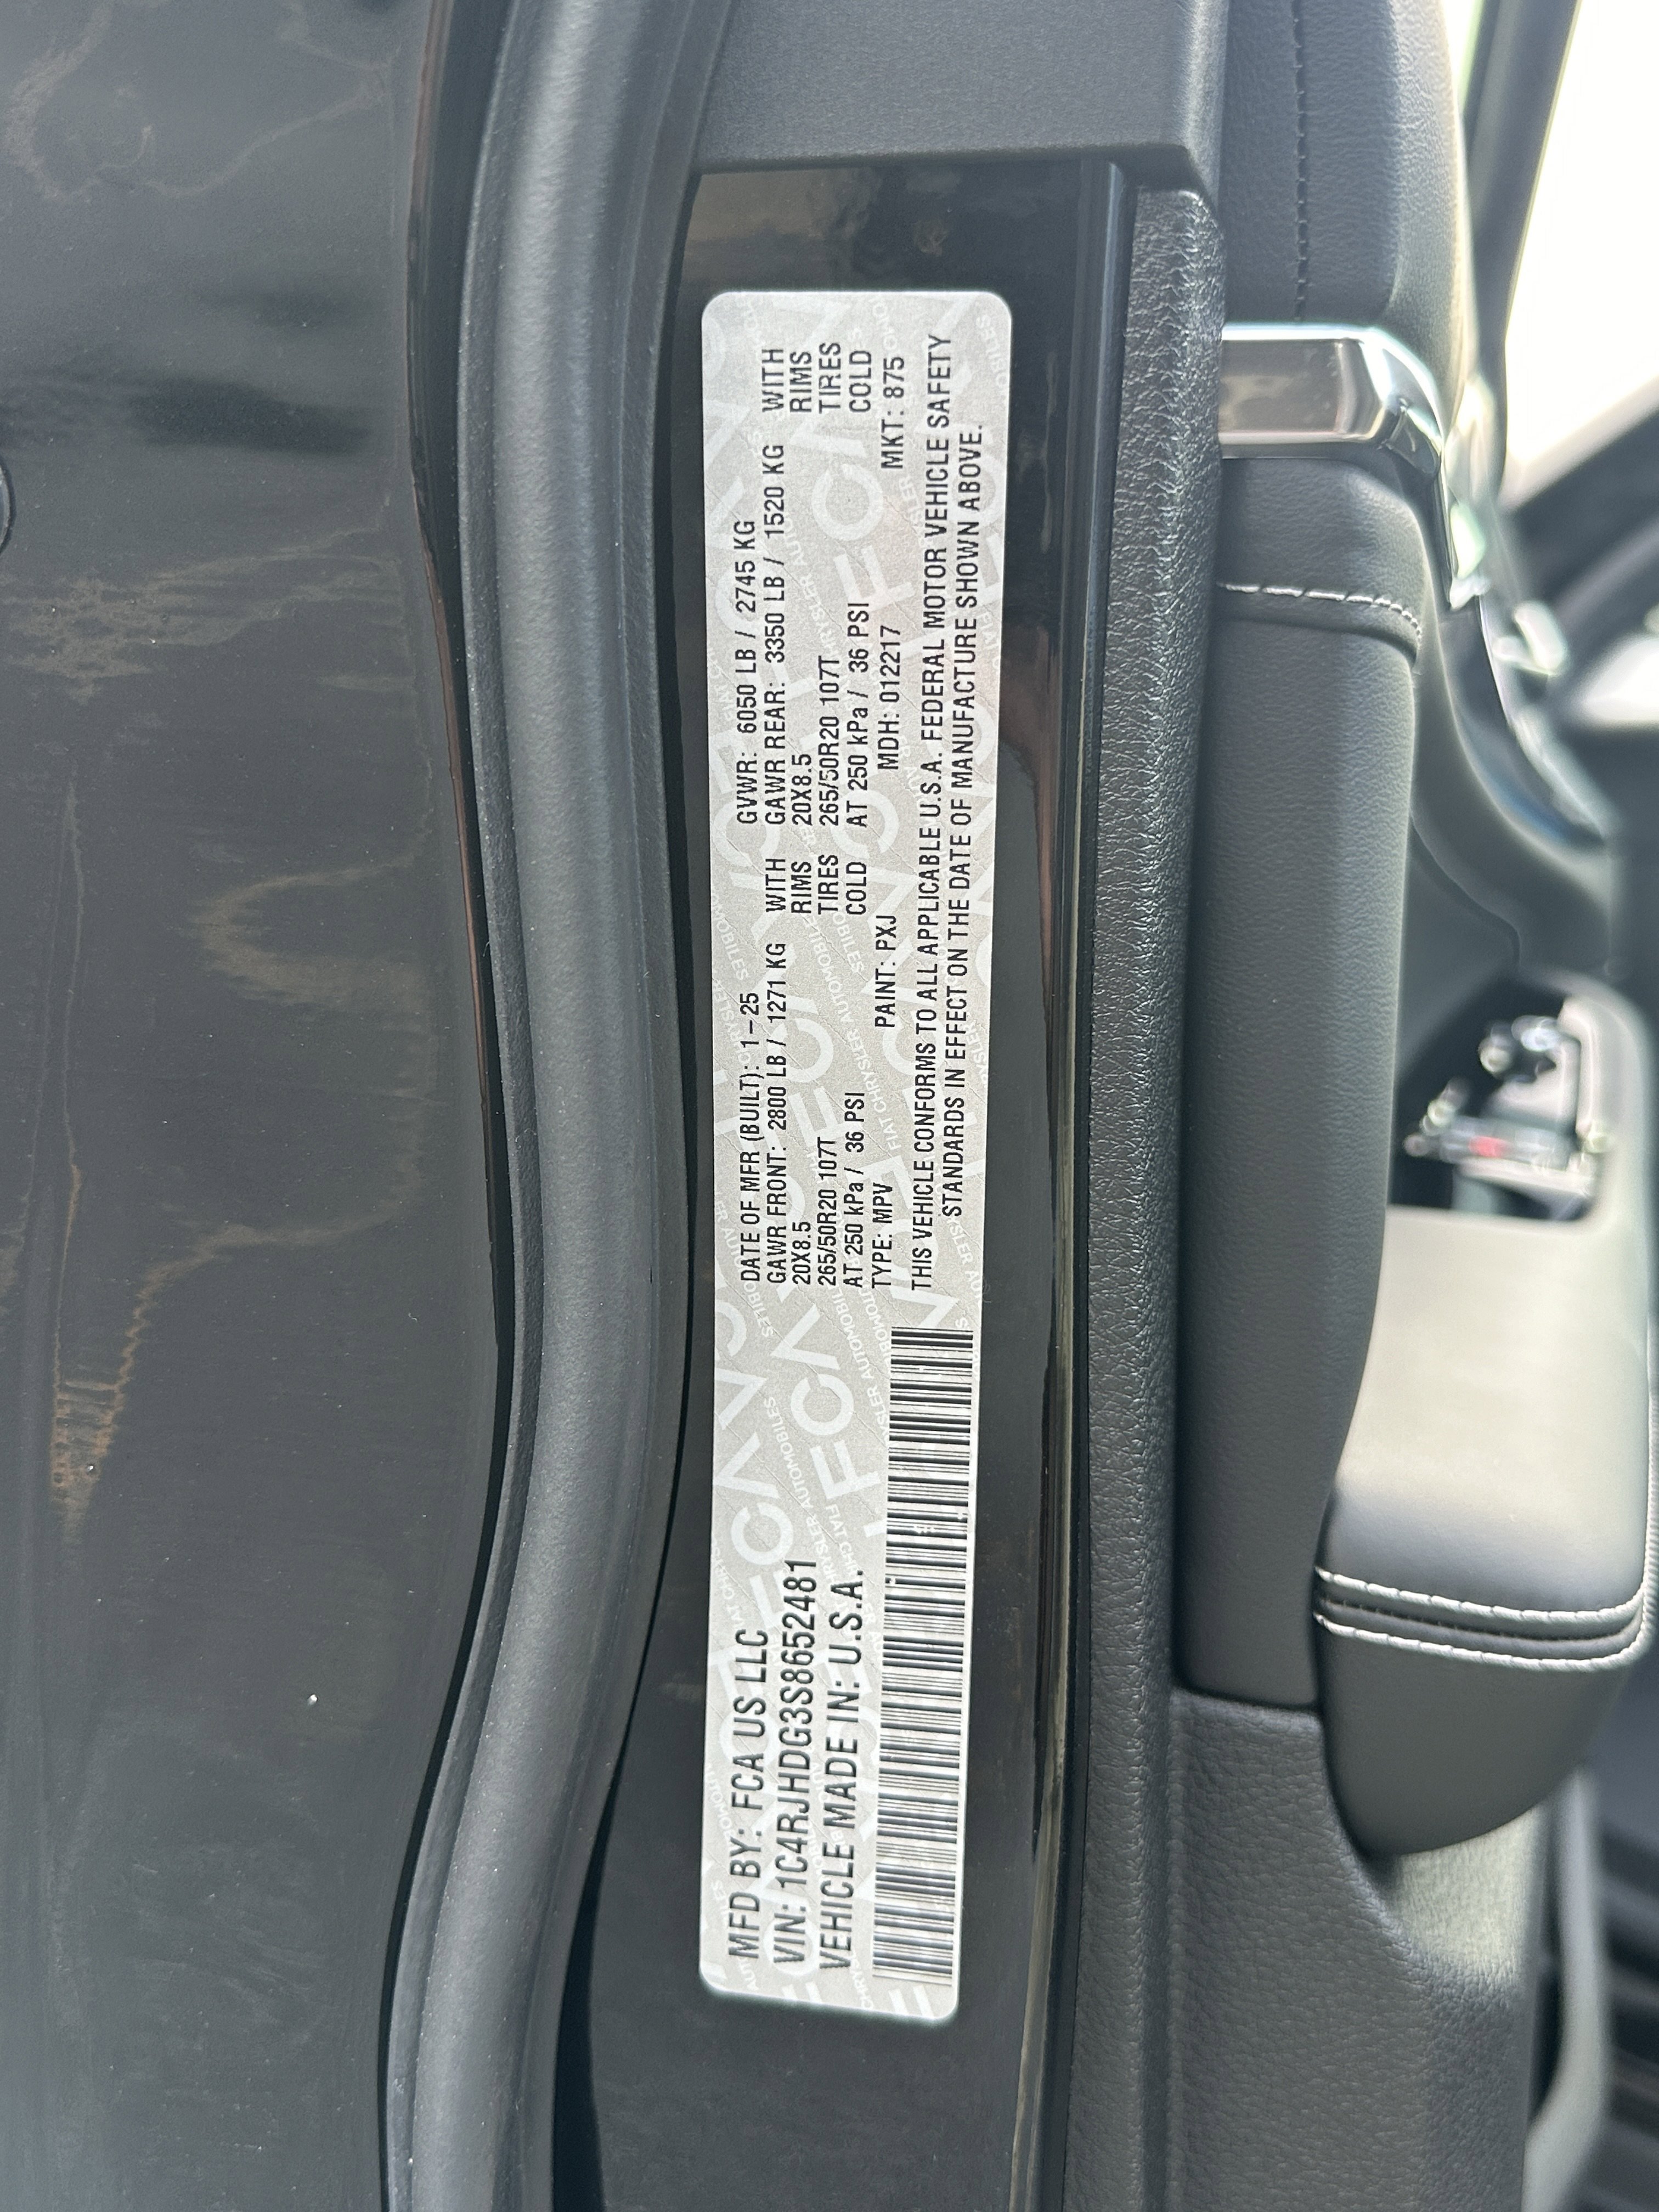 MFD BY: FCA US LLC
VIN: 1C4RJHDG3S8652481
VEHICLE MADE IN: U.S.A.
DATE OF MFR (BUILT): 1-25 GVWR: 6050 LB / 2745 KG
GAWR FRONT: 2800 LB / 1271 KG WITH GAWR REAR: 3350 LB / 1520 KG WITH
20X8.5 RIMS 20X8.5 RIMS
265/50R20 107T TIRES 265/50R20 107T TIRES
AT 250 kPa / 36 PSI COLD AT 250 kPa / 36 PSI COLD
TYPE: MPV PAINT: PXJ MDH: 012217 MKT: 875
THIS VEHICLE CONFORMS TO ALL APPLICABLE U.S.A. FEDERAL MOTOR VEHICLE SAFETY
STANDARDS IN EFFECT ON THE DATE OF MANUFACTURE SHOWN ABOVE.